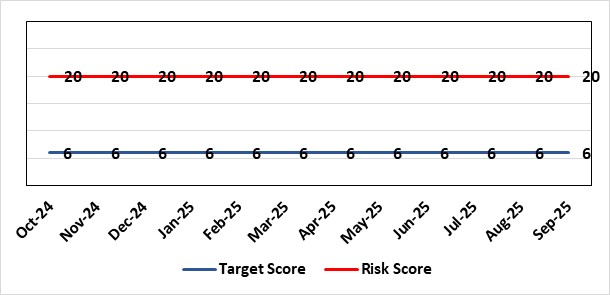 20 20 20 20 20 20 20 20 20 20 20 20
6 6 6 6 6 6 6 6 6 6 6 6
Oct-24 Nov-24 Dec-24 Jan-25 Feb-25 Mar-25 Apr-25 May-25 Jun-25 Jul-25 Aug-25 Sep-25
Target Score Risk Score